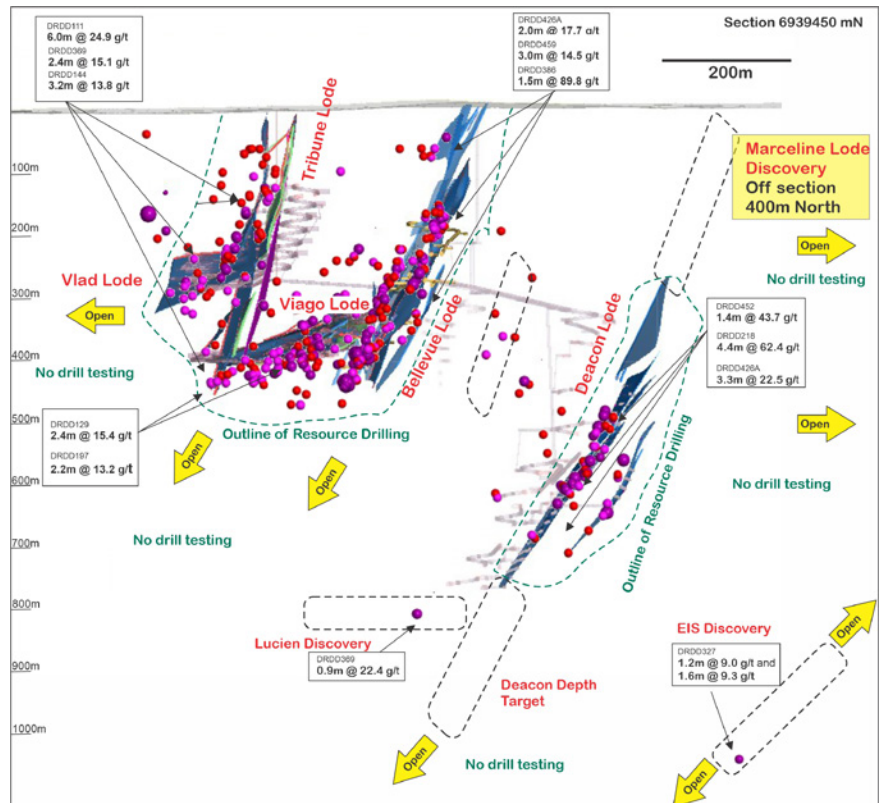 Section 6939450 mN
200m
DRDD111
6.0m @ 24.9 g/t
DRDD369
2.4m @ 15.1 g/t
DRDD144
3.2m @ 13.8 g/t
DRDD426A
2.0m @ 17.7 g/t
DRDD459
3.0m @ 14.5 g/t
DRDD386
1.5m @ 89.8 g/t
Tribune Lode
Marceline Lode
Discovery
Off section
400m North
100m
200m
Open
No drill testing
Vlad Lode
300m
Open
Viago Lode
Bellevue Lode
Deacon Lode
DRDD452
1.4m @ 43.7 g/t
DRDD218
4.4m @ 62.4 g/t
DRDD426A
3.3m @ 22.5 g/t
400m
No drill testing
500m
DRDD129
2.4m @ 15.4 g/t
DRDD197
2.2m @ 13.2 g/t
Outline of Resource Drilling
Open
Open
Open
No drill testing
600m
No drill testing
Outline of Resource Drilling
700m
800m
Lucien Discovery
DRDD369
0.9m @ 22.4 g/t
EIS Discovery
DRDD327
1.2m @ 9.0 g/t and
1.6m @ 9.3 g/t
Open
900m
Deacon Depth
Target
1000m
Open
No drill testing
Open